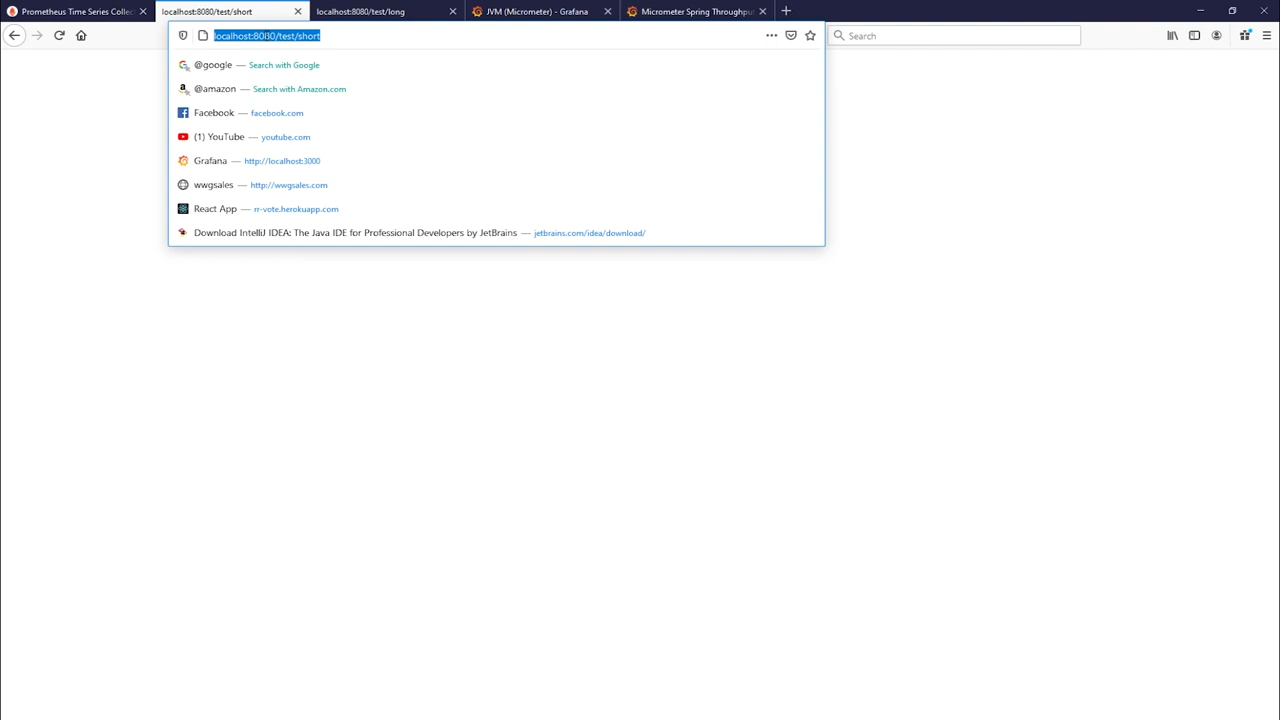 Prometheus Time Series Collec
localhost:8080/test/short
localhost:8080/test/long
JVM (Micrometer) - Grafana
Micrometer Spring Throughput
localhost:8080/test/short
Search
@google — Search with Google
@amazon — Search with Amazon.com
Facebook — facebook.com
(1) YouTube — youtube.com
Grafana — http://localhost:3000
wwgsales — http://wwgsales.com
React App — rr-vote.herokuapp.com
Download IntelliJ IDEA: The Java IDE for Professional Developers by JetBrains — jetbrains.com/idea/download/